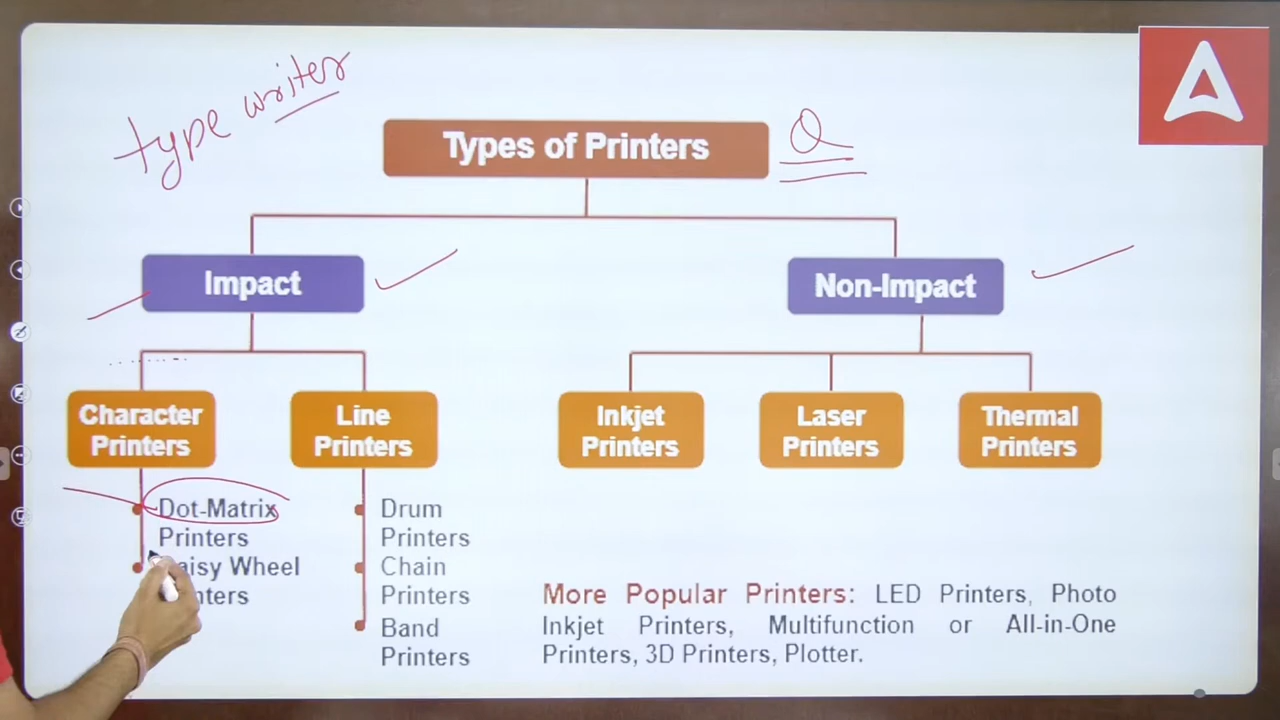 type writer
Types of Printers
Q
Impact
Non-Impact
Character
Printers
Line
Printers
Inkjet
Printers
Laser
Printers
Thermal
Printers
Dot-Matrix
Printers
aisy Wheel
nters
Drum
Printers
Chain
Printers
Band
Printers
More Popular Printers: LED Printers, Photo
Inkjet Printers, Multifunction or All-in-One
Printers, 3D Printers, Plotter.